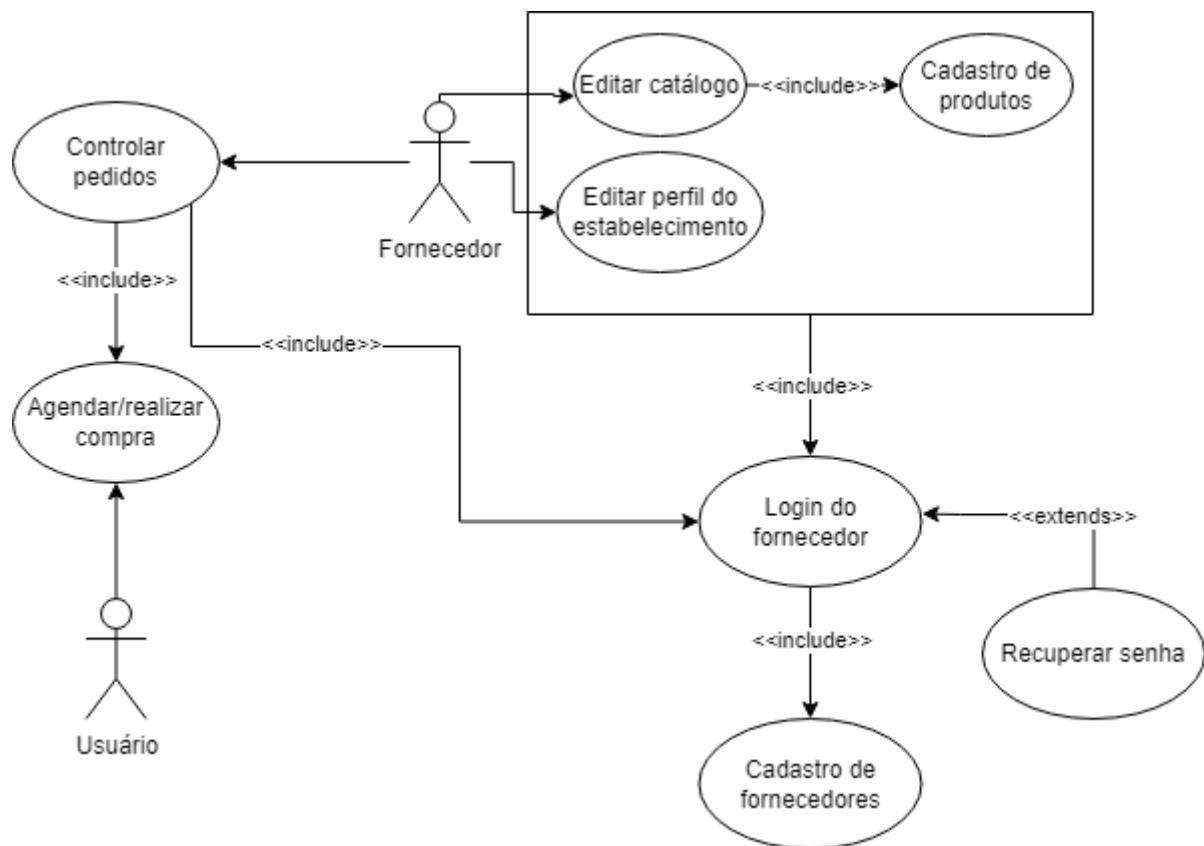 Editar catálogo
<<include>>
Cadastro de
produtos
Controlar
pedidos
Editar perfil do
estabelecimento
Fornecedor
<<include>>
<<include>>
<<include>>
Agendar/realizar
compra
Login do
fornecedor
<<extends>>
<<include>>
Recuperar senha
Usuário
Cadastro de
fornecedores